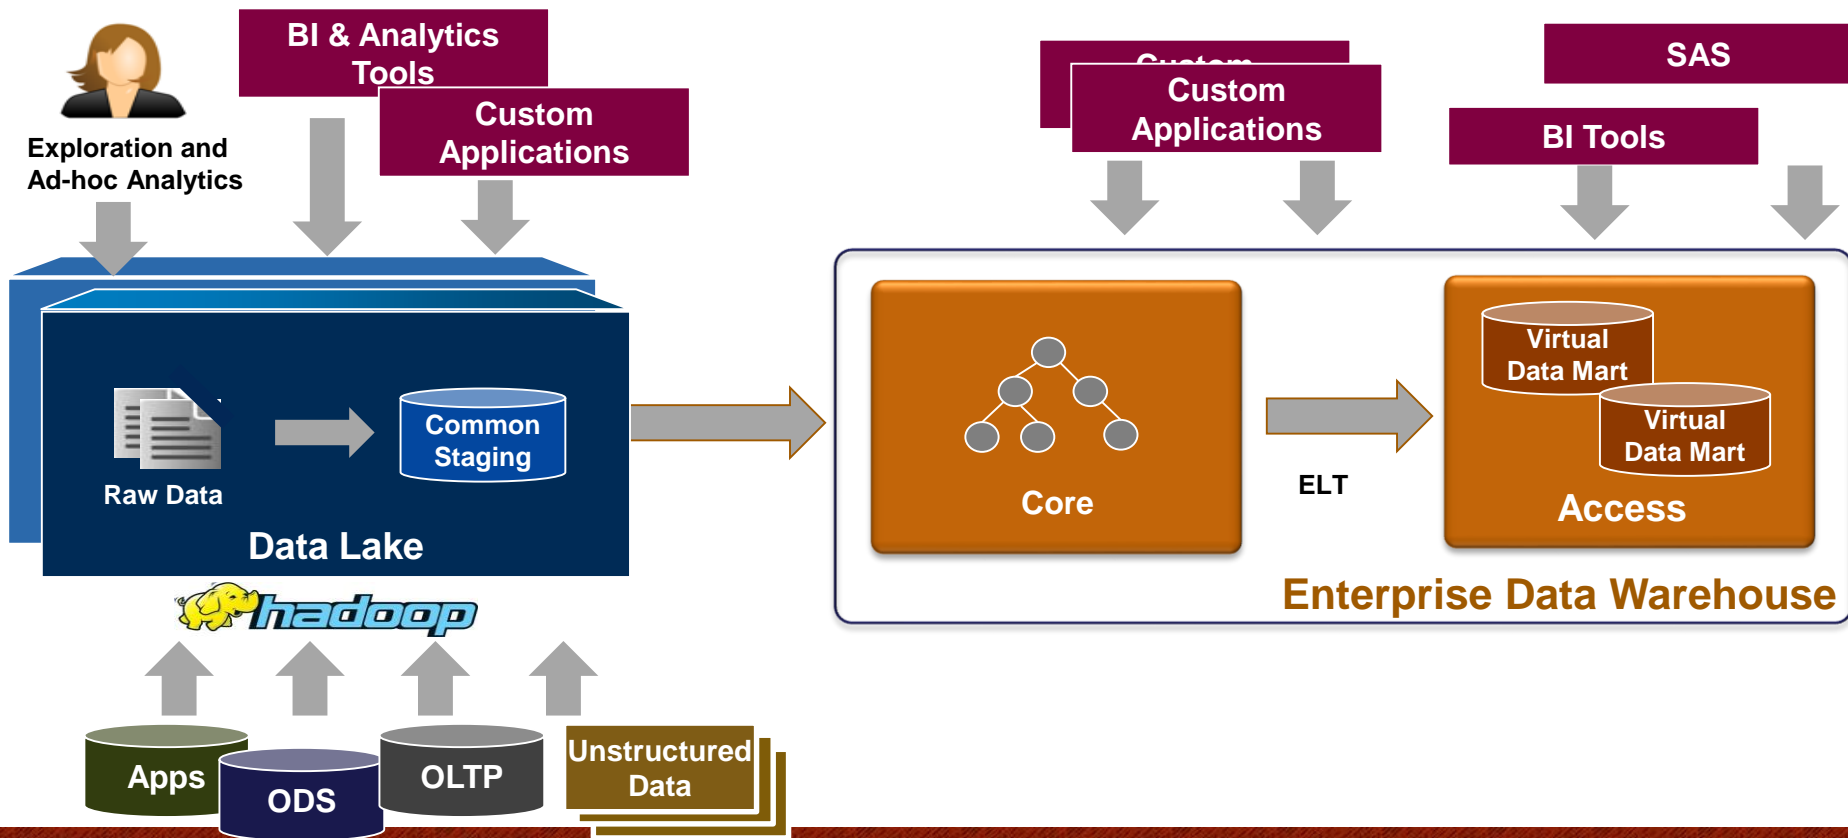 BI & Analytics
Tools
Custom
Applications
Exploration and
Ad-hoc Analytics
Custom
Custom
Applications
SAS
BI Tools
Raw Data
Common
Staging
Data Lake
hadoop
Core
ELT
Virtual
Data Mart
Virtual
Data Mart
Access
Enterprise Data Warehouse
Apps
ODS
OLTP
Unstructured
Data